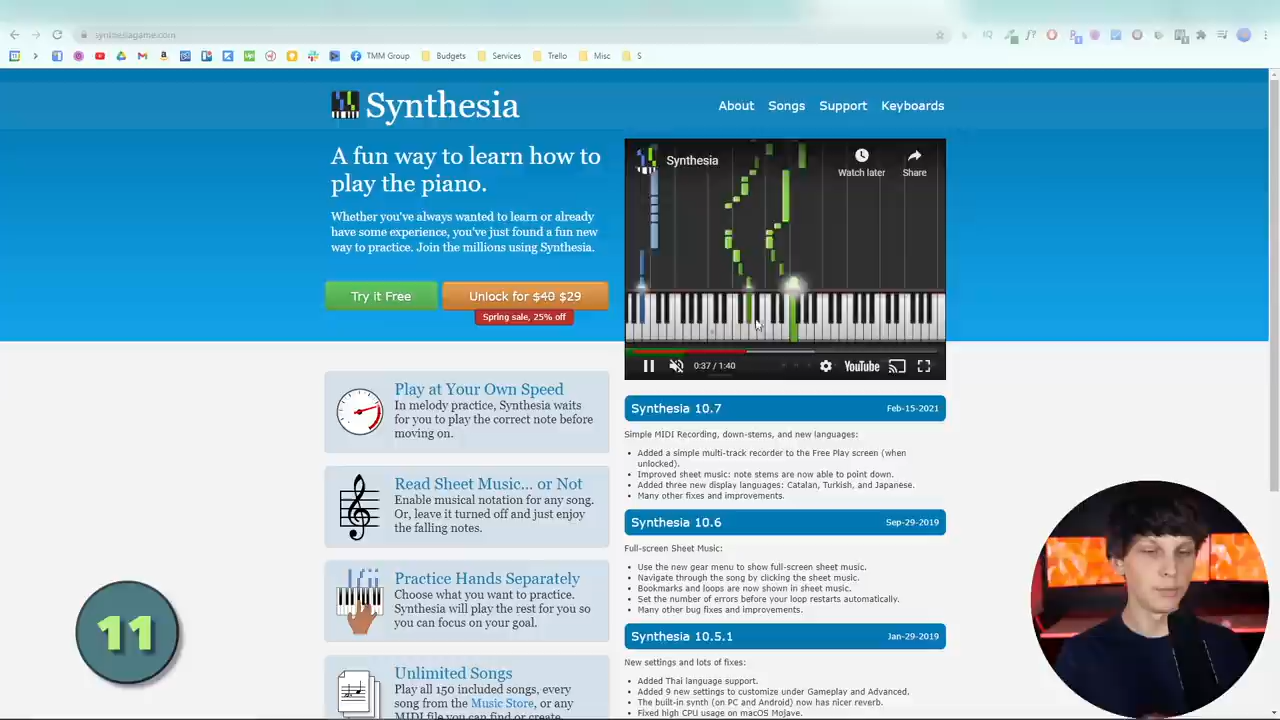 synthesiagame.com
TMM Group
Budgets
Services
Trello
Misc
S
Synthesia
About
Songs
Support
Keyboards
A fun way to learn how to
play the piano.
Whether you've always wanted to learn or already
have some experience, you've just found a fun new
way to practice. Join the millions using Synthesia.
Try it Free
Unlock for $40 $29
Spring sale, 25% off
Synthesia
Watch later
Share
0:37 / 1:40
YouTube
Play at Your Own Speed
In melody practice, Synthesia waits
for you to play the correct note before
moving on.
Read Sheet Music... or Not
Enable musical notation for any song.
Or, leave it turned off and just enjoy
the falling notes.
Practice Hands Separately
Choose what you want to practice.
Synthesia will play the rest for you so
you can focus on your goal.
Unlimited Songs
Play all 150 included songs, every
song from the Music Store, or any
MIDI file you can find or create.
Synthesia 10.7
Feb-15-2021
Simple MIDI Recording, down-stems, and new languages:
• Added a simple multi-track recorder to the Free Play screen (when
unlocked).
• Improved sheet music: note stems are now able to point down.
• Added three new display languages: Catalan, Turkish, and Japanese.
• Many other fixes and improvements.
Synthesia 10.6
Sep-29-2019
Full-screen Sheet Music:
• Use the new gear menu to show full-screen sheet music.
• Navigate through the song by clicking the sheet music.
• Bookmarks and loops are now shown in sheet music.
• Set the number of errors before your loop restarts automatically.
• Many other bug fixes and improvements.
Synthesia 10.5.1
Jan-29-2019
New settings and lots of fixes:
• Added Thai language support.
• Added 9 new settings to customize under Gameplay and Advanced.
• The built-in synth (on PC and Android) now has nicer reverb.
• Fixed high CPU usage on macOS Mojave.
11